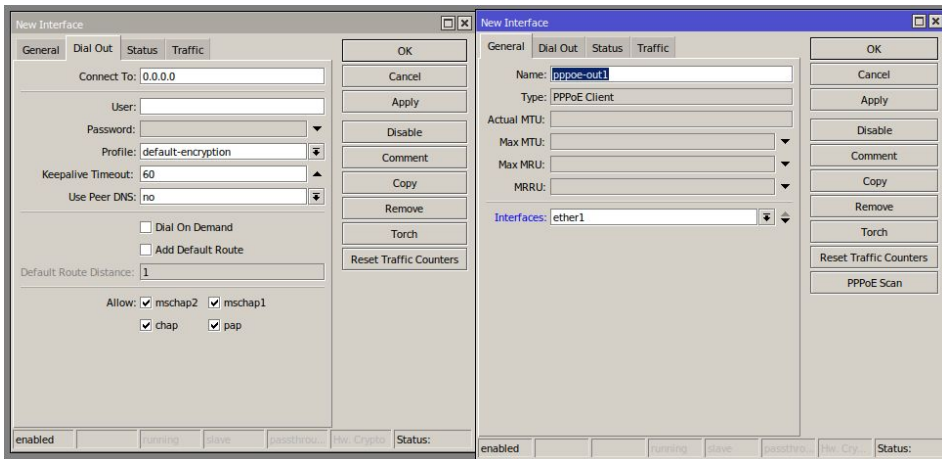 New Interface
General Dial Out Status Traffic
Connect To: 0.0.0.0
User:
Password:
Profile: default-encryption
Keepalive Timeout: 60
Use Peer DNS: no
Dial On Demand
Add Default Route
Default Route Distance: 1
Allow: mschap2 mschap1
chap pap
OK
Cancel
Apply
Disable
Comment
Copy
Remove
Torch
Reset Traffic Counters
enabled running slave passthrou... Hw. Crypto Status:
New Interface
General Dial Out Status Traffic
Name: pppoe-out1
Type: PPPoE Client
Actual MTU:
Max MTU:
Max MRU:
MRRU:
Interfaces: ether1
OK
Cancel
Apply
Disable
Comment
Copy
Remove
Torch
Reset Traffic Counters
PPPoE Scan
enabled running slave passthro... Hw. Cry... Status: